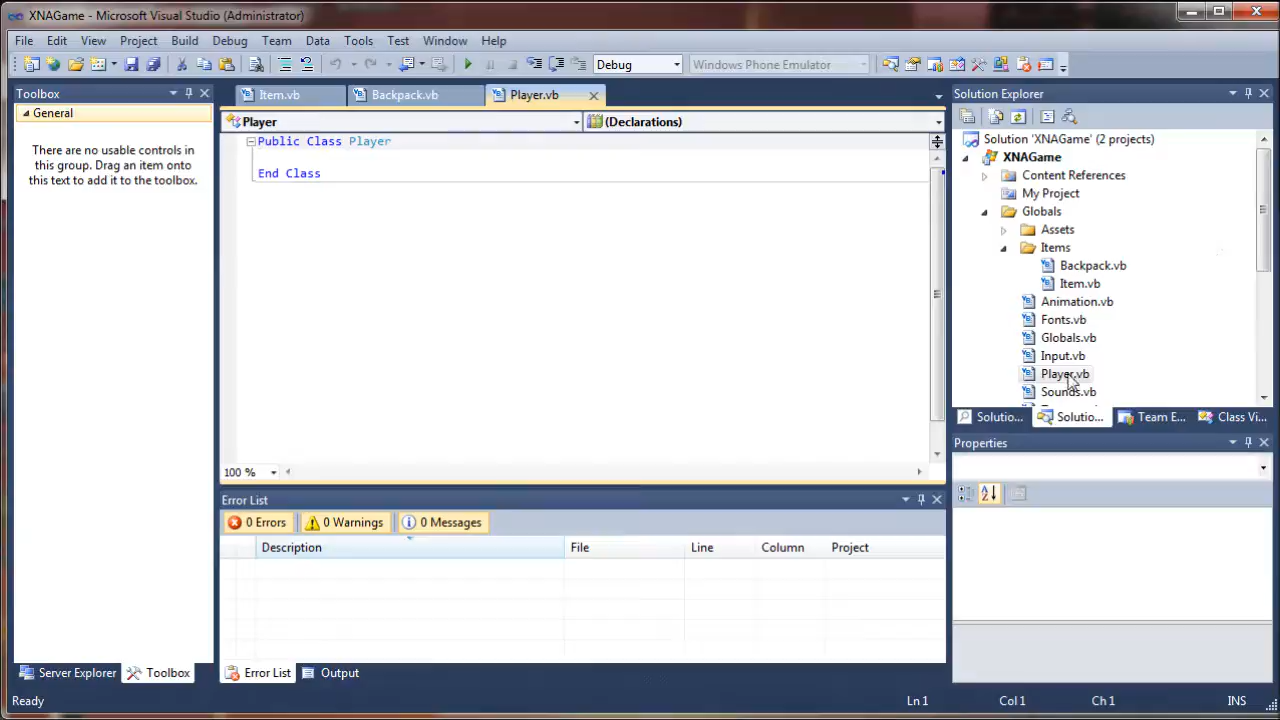 XNAGame - Microsoft Visual Studio (Administrator)
File Edit View Project Build Debug Team Data Tools Test Window Help
Debug Windows Phone Emulator
Toolbox
General
There are no usable controls in
this group. Drag an item onto
this text to add it to the toolbox.
Server Explorer Toolbox
Item.vb Backpack.vb Player.vb
Player (Declarations)
Public Class Player
End Class
100 %
Error List
0 Errors 0 Warnings 0 Messages
Description File Line Column Project
Error List Output
Solution Explorer
Solution 'XNAGame' (2 projects)
XNAGame
Content References
My Project
Globals
Assets
Items
Backpack.vb
Item.vb
Animation.vb
Fonts.vb
Globals.vb
Input.vb
Player.vb
Sounds.vb
Solutio... Solutio... Team E... Class Vi...
Properties
Ready Ln 1 Col 1 Ch 1 INS